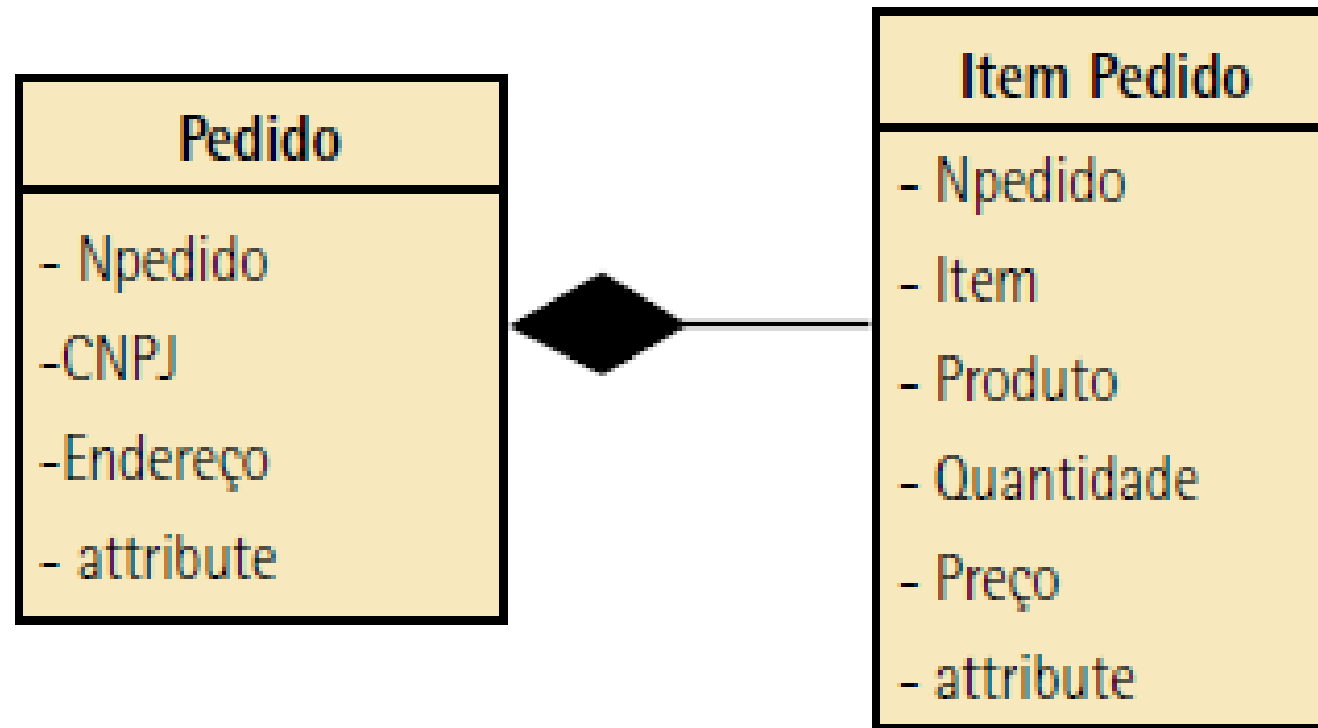 Pedido
- Npedido
-CNPJ
-Endereço
- attribute
Item Pedido
- Npedido
- Item
- Produto
- Quantidade
- Preço
- attribute